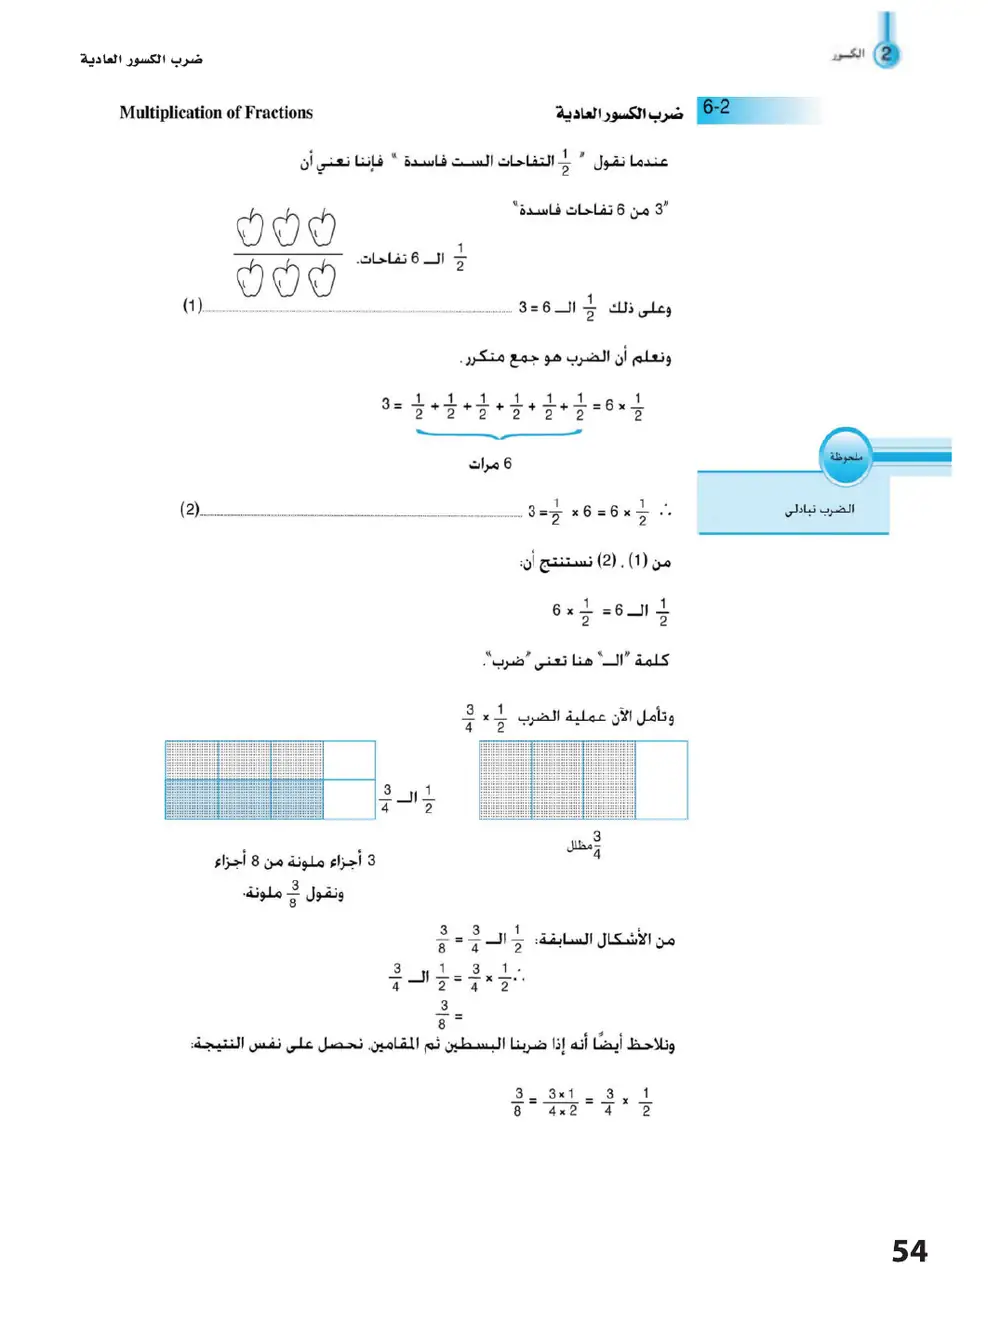 2 الكسور
ضرب الكسور العادية
6-2 ضرب الكسور العادية Multiplication of Fractions
عندما نقول " 1/2 التفاحات الست فاسدة " فإننا نعني أن
"3 من 6 تفاحات فاسدة"
1/2 الـ 6 تفاحات.
وعلى ذلك 1/2 الـ 6 = 3 ........ (1)
ونعلم أن الضرب هو جمع متكرر.
1/2 × 6 = 1/2 + 1/2 + 1/2 + 1/2 + 1/2 + 1/2 = 3
6 مرات
ملحوظة
الضرب تبادلي
∴ 1/2 × 6 = 6 × 1/2 = 3 ........ (2)
من (1) ، (2) نستنتج أن:
1/2 الـ 6 = 1/2 × 6
كلمة "الـ" هنا تعنى "ضرب".
وتأمل الآن عملية الضرب 1/2 × 3/4
3/4 مظلل
1/2 الـ 3/4
3 أجزاء ملونة من 8 أجزاء
ونقول 3/8 ملونة.
من الأشكال السابقة: 1/2 الـ 3/4 = 3/8
∴ 1/2 × 3/4 = 1/2 الـ 3/4
= 3/8
ونلاحظ أيضًا أنه إذا ضربنا البسطين ثم المقامين، نحصل على نفس النتيجة:
1/2 × 3/4 = 1×3/2×4 = 3/8
54